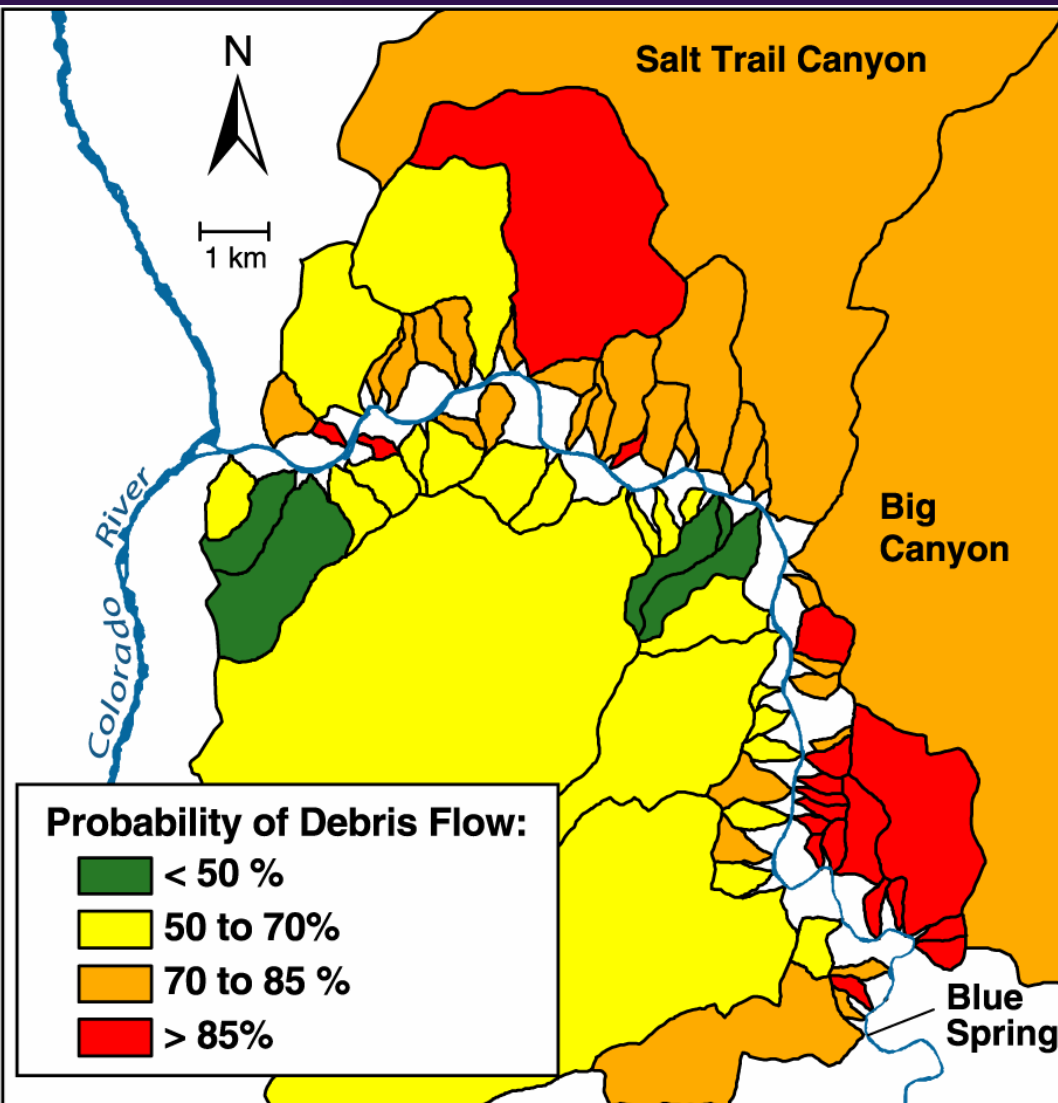 Salt Trail Canyon
N
1 km
Big
Canyon
Colorado River
Probability of Debris Flow:
< 50 %
50 to 70%
70 to 85 %
> 85%
Blue
Spring